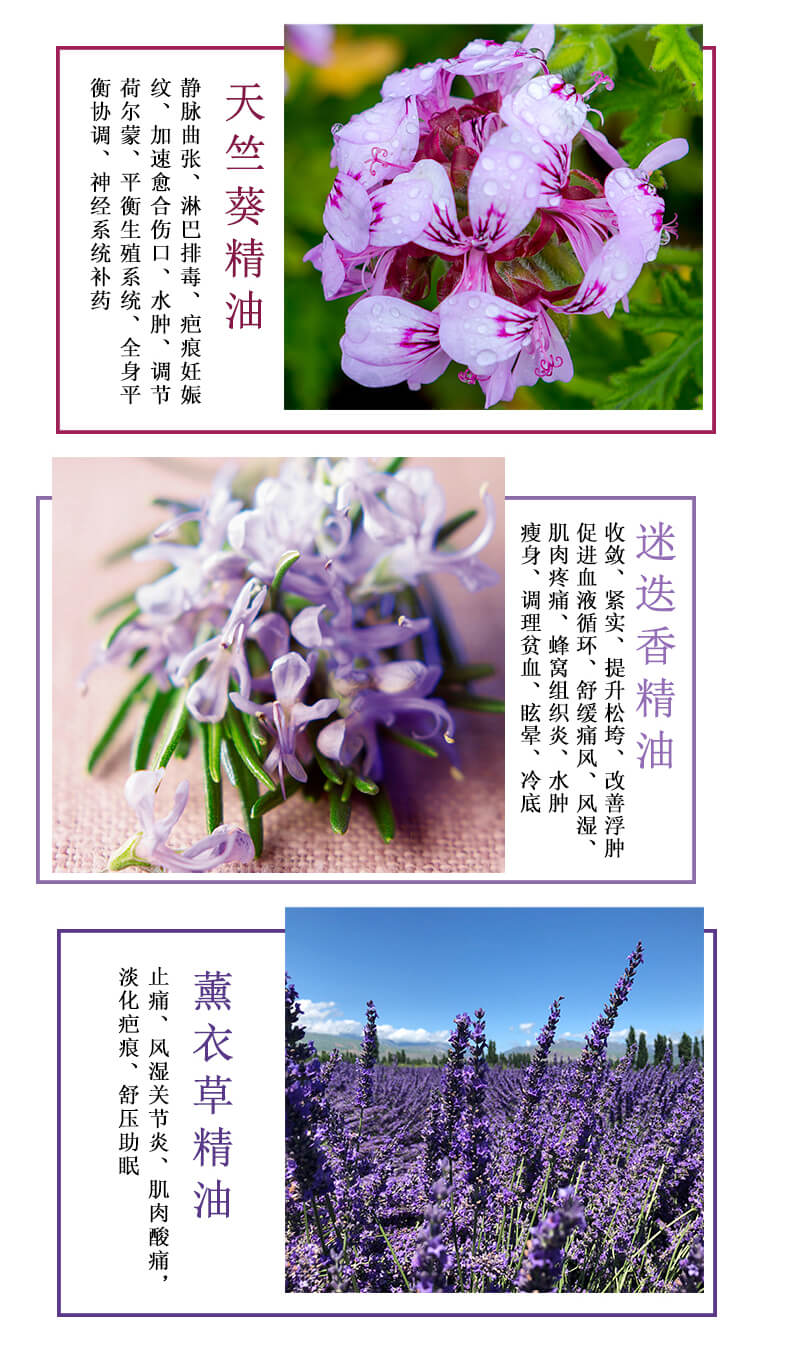 天竺葵精油
静脉曲张、淋巴排毒、疤痕妊娠
纹、加速愈合伤口、水肿、调节
荷尔蒙、平衡生殖系统、全身平
衡协调、神经系统补药
迷迭香精油
收敛、紧实、提升松垮、改善浮肿
促进血液循环、舒缓痛风、风湿、
肌肉疼痛、蜂窝组织炎、水肿
瘦身、调理贫血、眩晕、冷底
薰衣草精油
止痛、风湿关节炎、肌肉酸痛，
淡化疤痕、舒压助眠